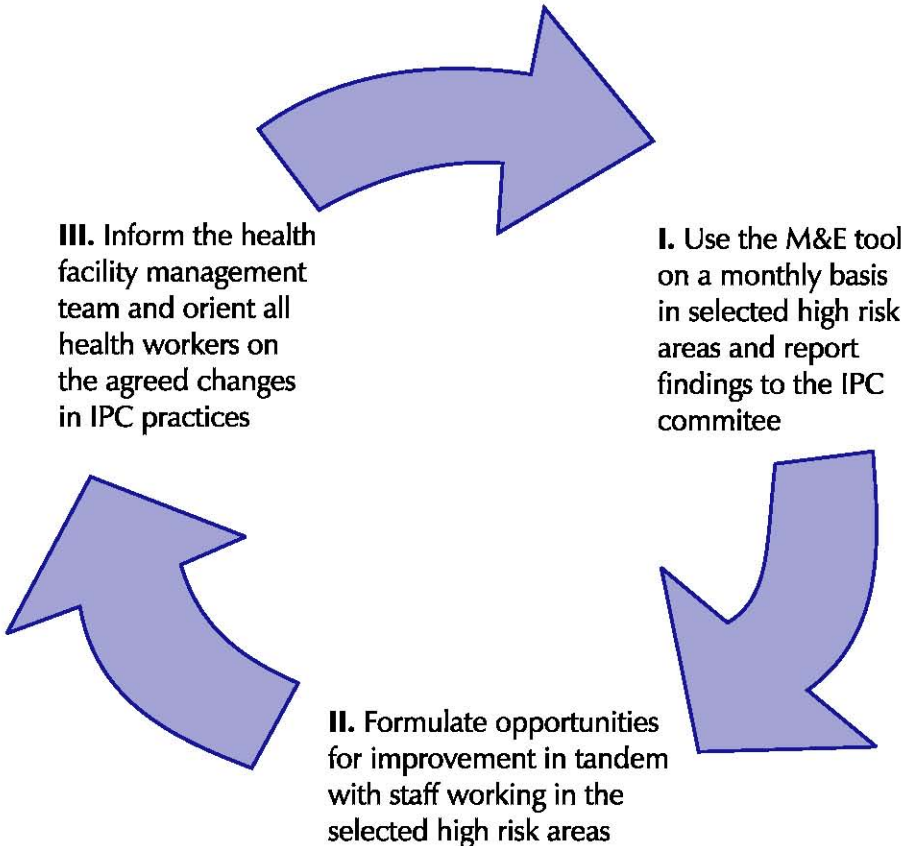 III. Inform the health
facility management
team and orient all
health workers on
the agreed changes
in IPC practices
I. Use the M&E tool
on a monthly basis
in selected high risk
areas and report
findings to the IPC
commitee
II. Formulate opportunities
for improvement in tandem
with staff working in the
selected high risk areas